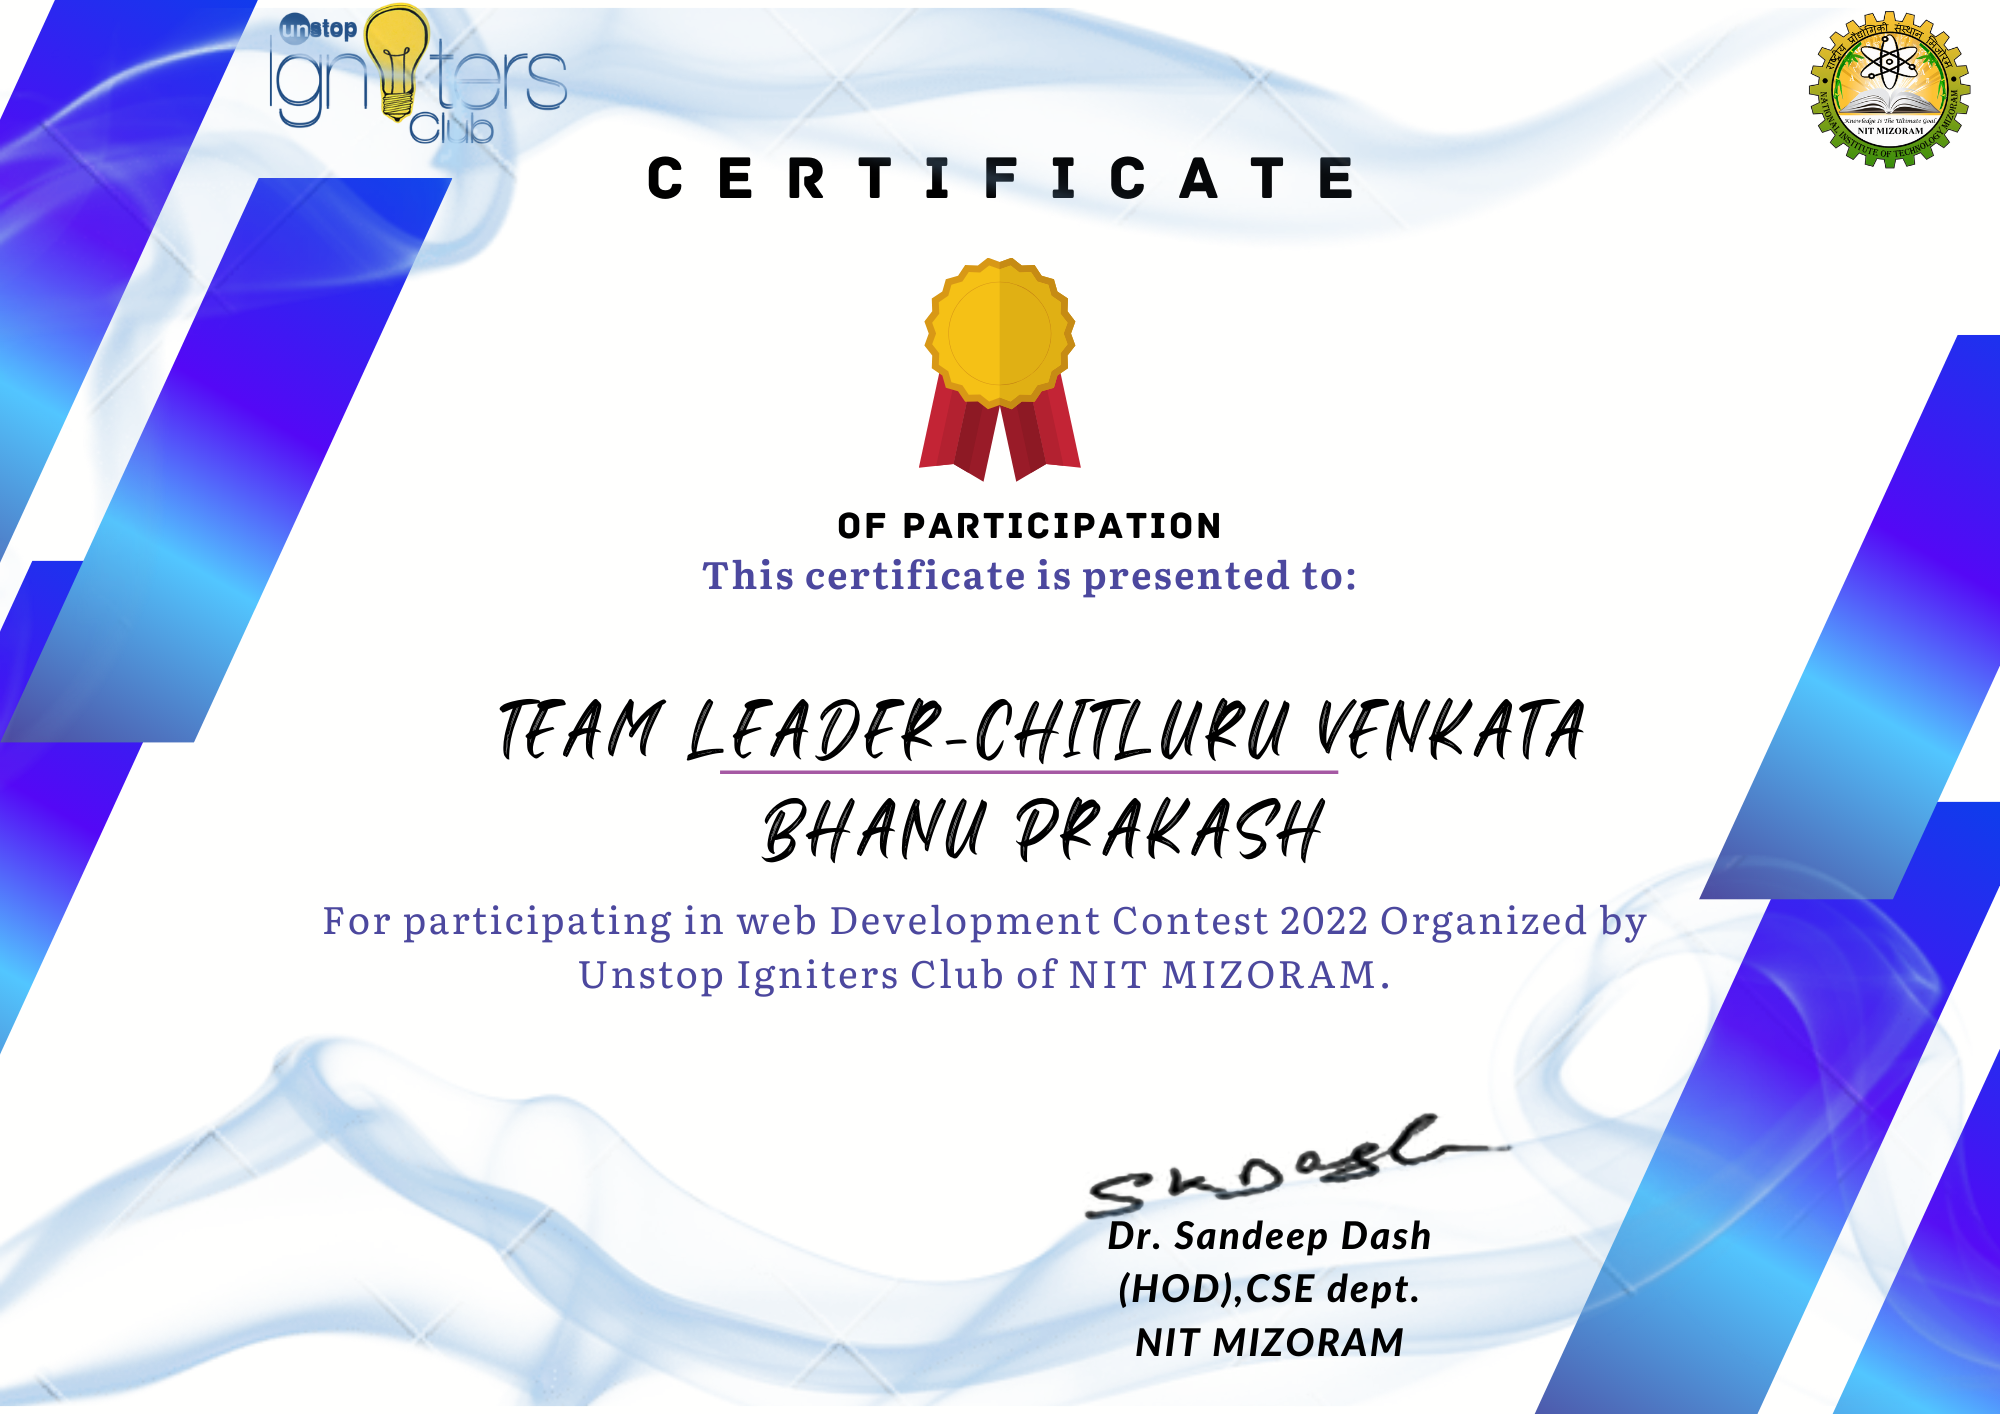 unstop
Igniters
Club
राष्ट्रीय प्रौद्योगिकी संस्थान मिज़ोरम
Knowledge Is The Ultimate Goal
NIT MIZORAM
NATIONAL INSTITUTE OF TECHNOLOGY MIZORAM
CERTIFICATE
OF PARTICIPATION
This certificate is presented to:
TEAM LEADER-CHITLURU VENKATA
BHANU PRAKASH
For participating in web Development Contest 2022 Organized by
Unstop Igniters Club of NIT MIZORAM.
SKDash
Dr. Sandeep Dash
(HOD),CSE dept.
NIT MIZORAM